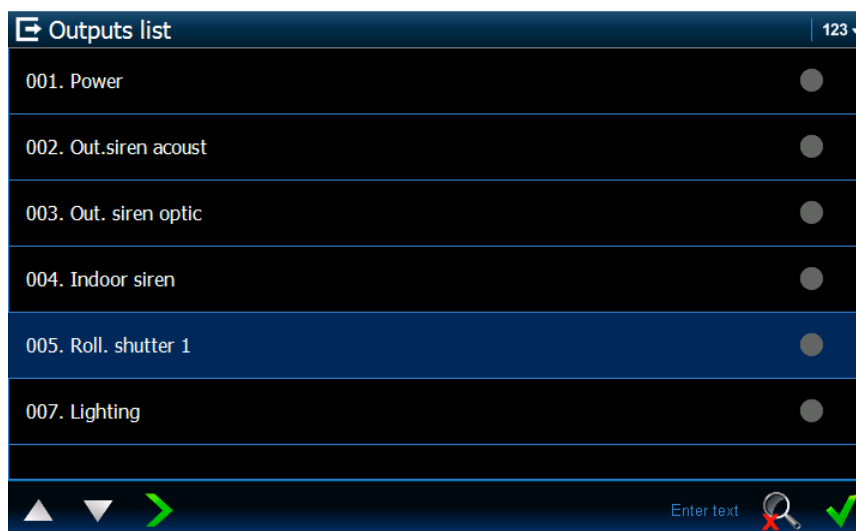 Outputs list
123
001. Power
002. Out.siren acoust
003. Out. siren optic
004. Indoor siren
005. Roll. shutter 1
007. Lighting
Enter text